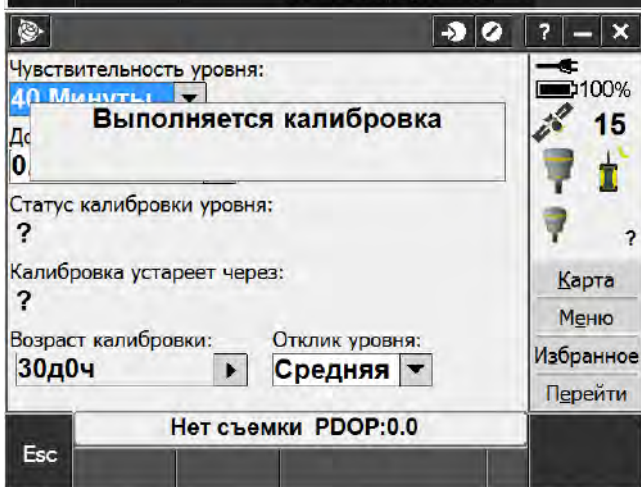 ? – ×
Чувствительность уровня:
40 Минуты
100%
Выполняется калибровка
15
0
Статус калибровки уровня:
?
?
Калибровка устареет через:
?
Карта
Меню
Возраст калибровки: Отклик уровня:
30д0ч Средняя
Избранное
Перейти
Нет съемки PDOP:0.0
Esc